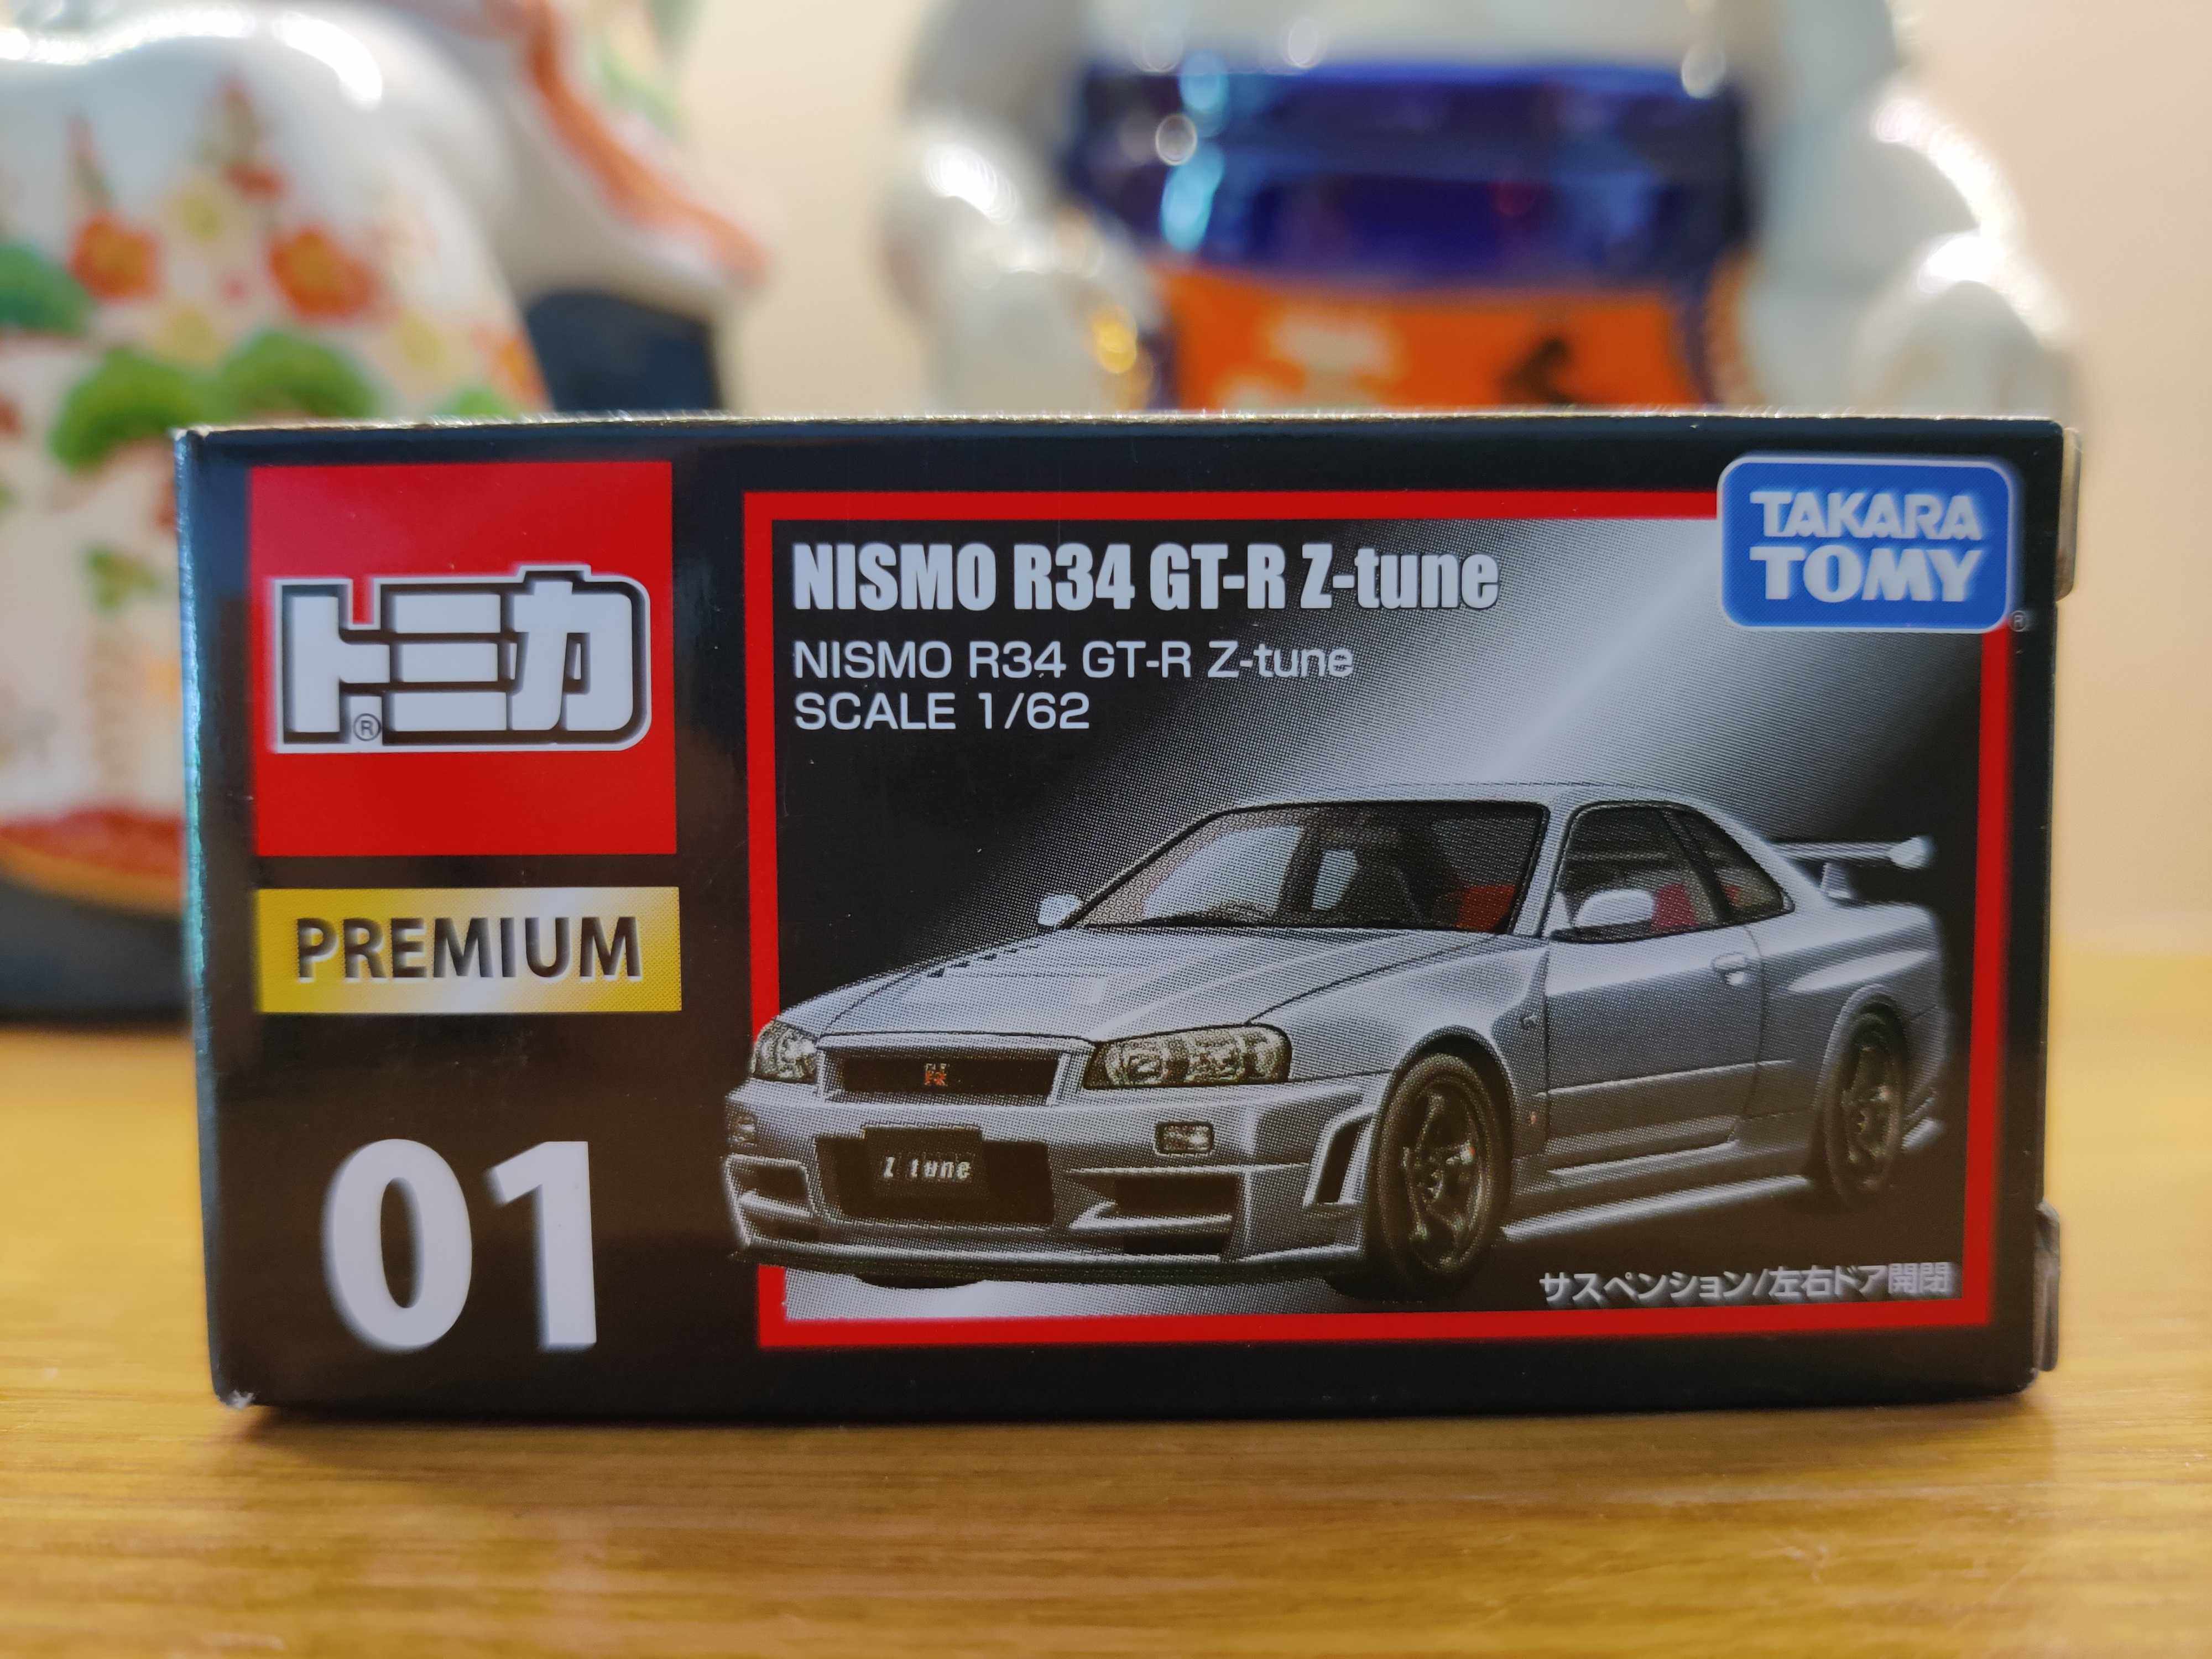 トミカ
®
PREMIUM
01
NISMO R34 GT-R Z-tune
NISMO R34 GT-R Z-tune
SCALE 1/62
TAKARA
TOMY
®
GT-R
Z tune
サスペンション/左右ドア開閉